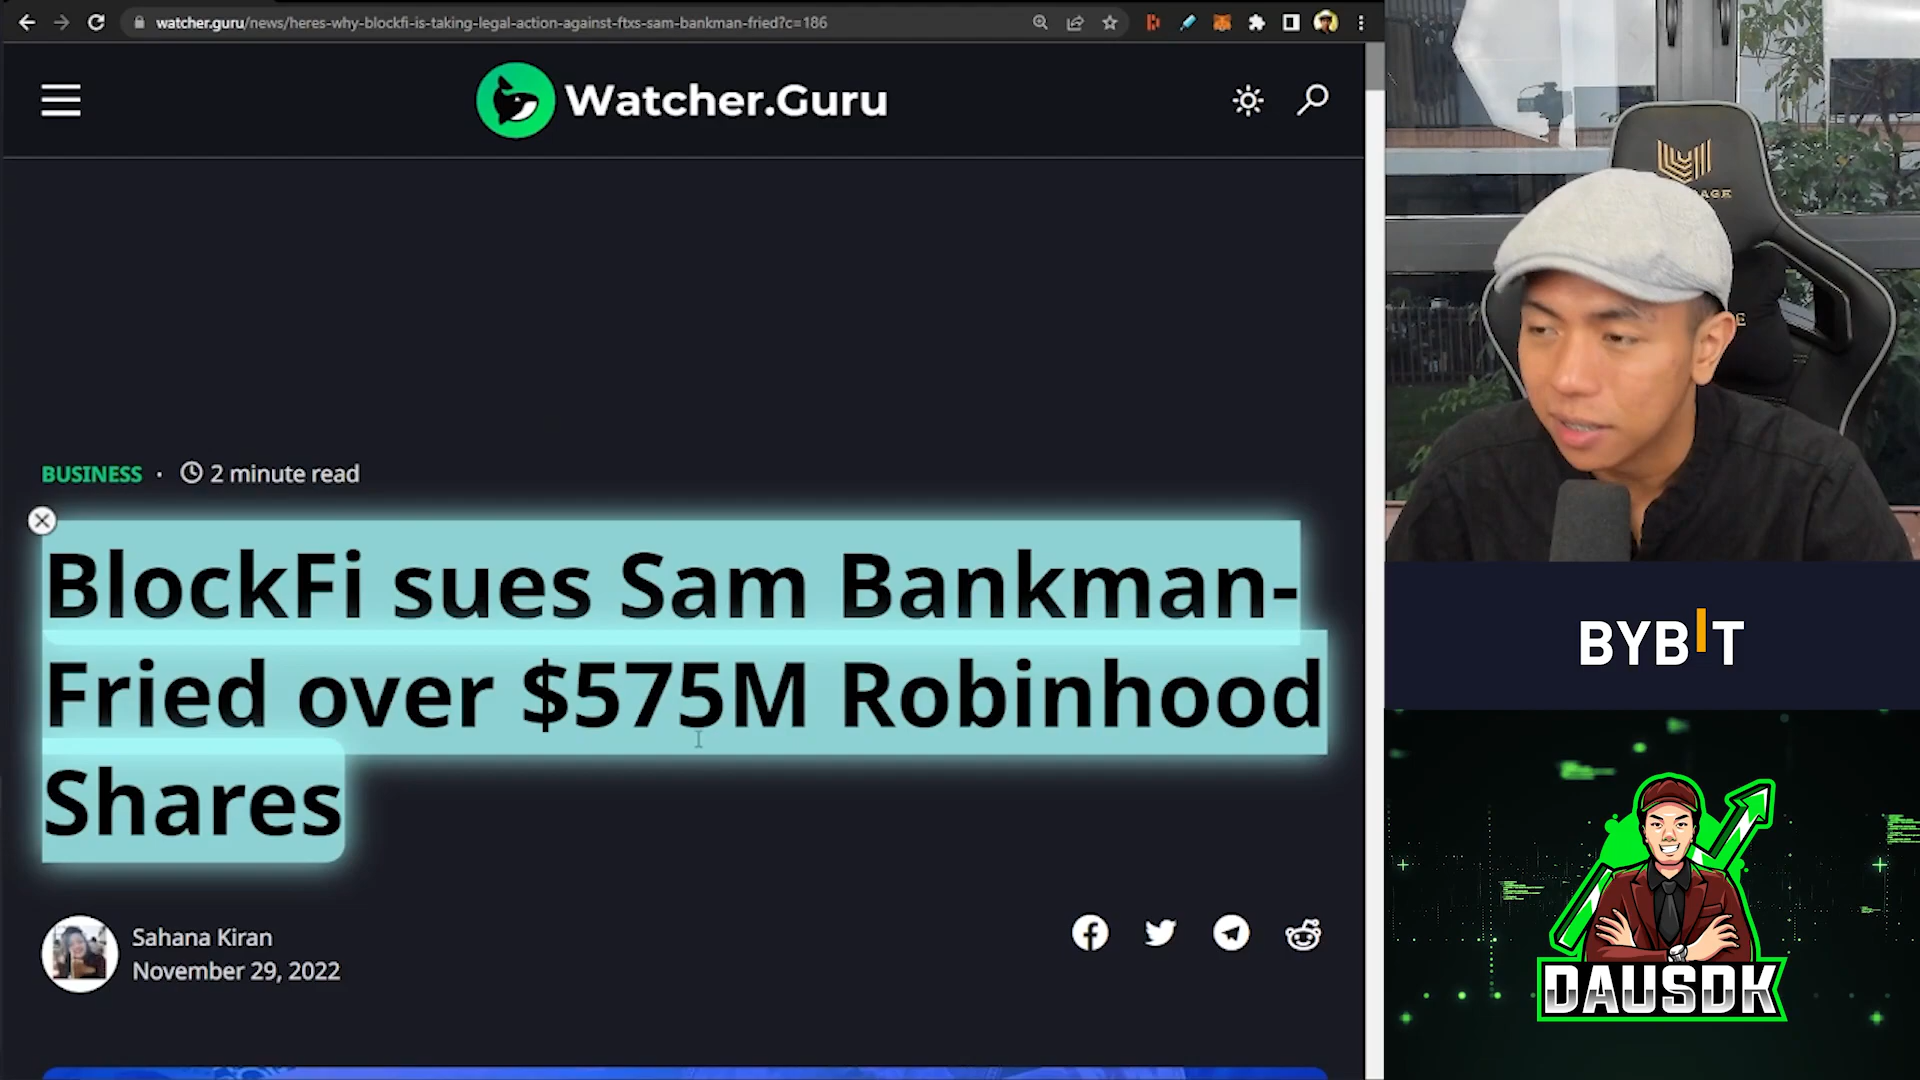 watcher.guru/news/heres-why-blockfi-is-taking-legal-action-against-ftxs-sam-bankman-fried?c=186
Watcher.Guru
BUSINESS · 2 minute read
BlockFi sues Sam Bankman-
Fried over $575M Robinhood
Shares
Sahana Kiran
November 29, 2022
BYBIT
DAUSDK